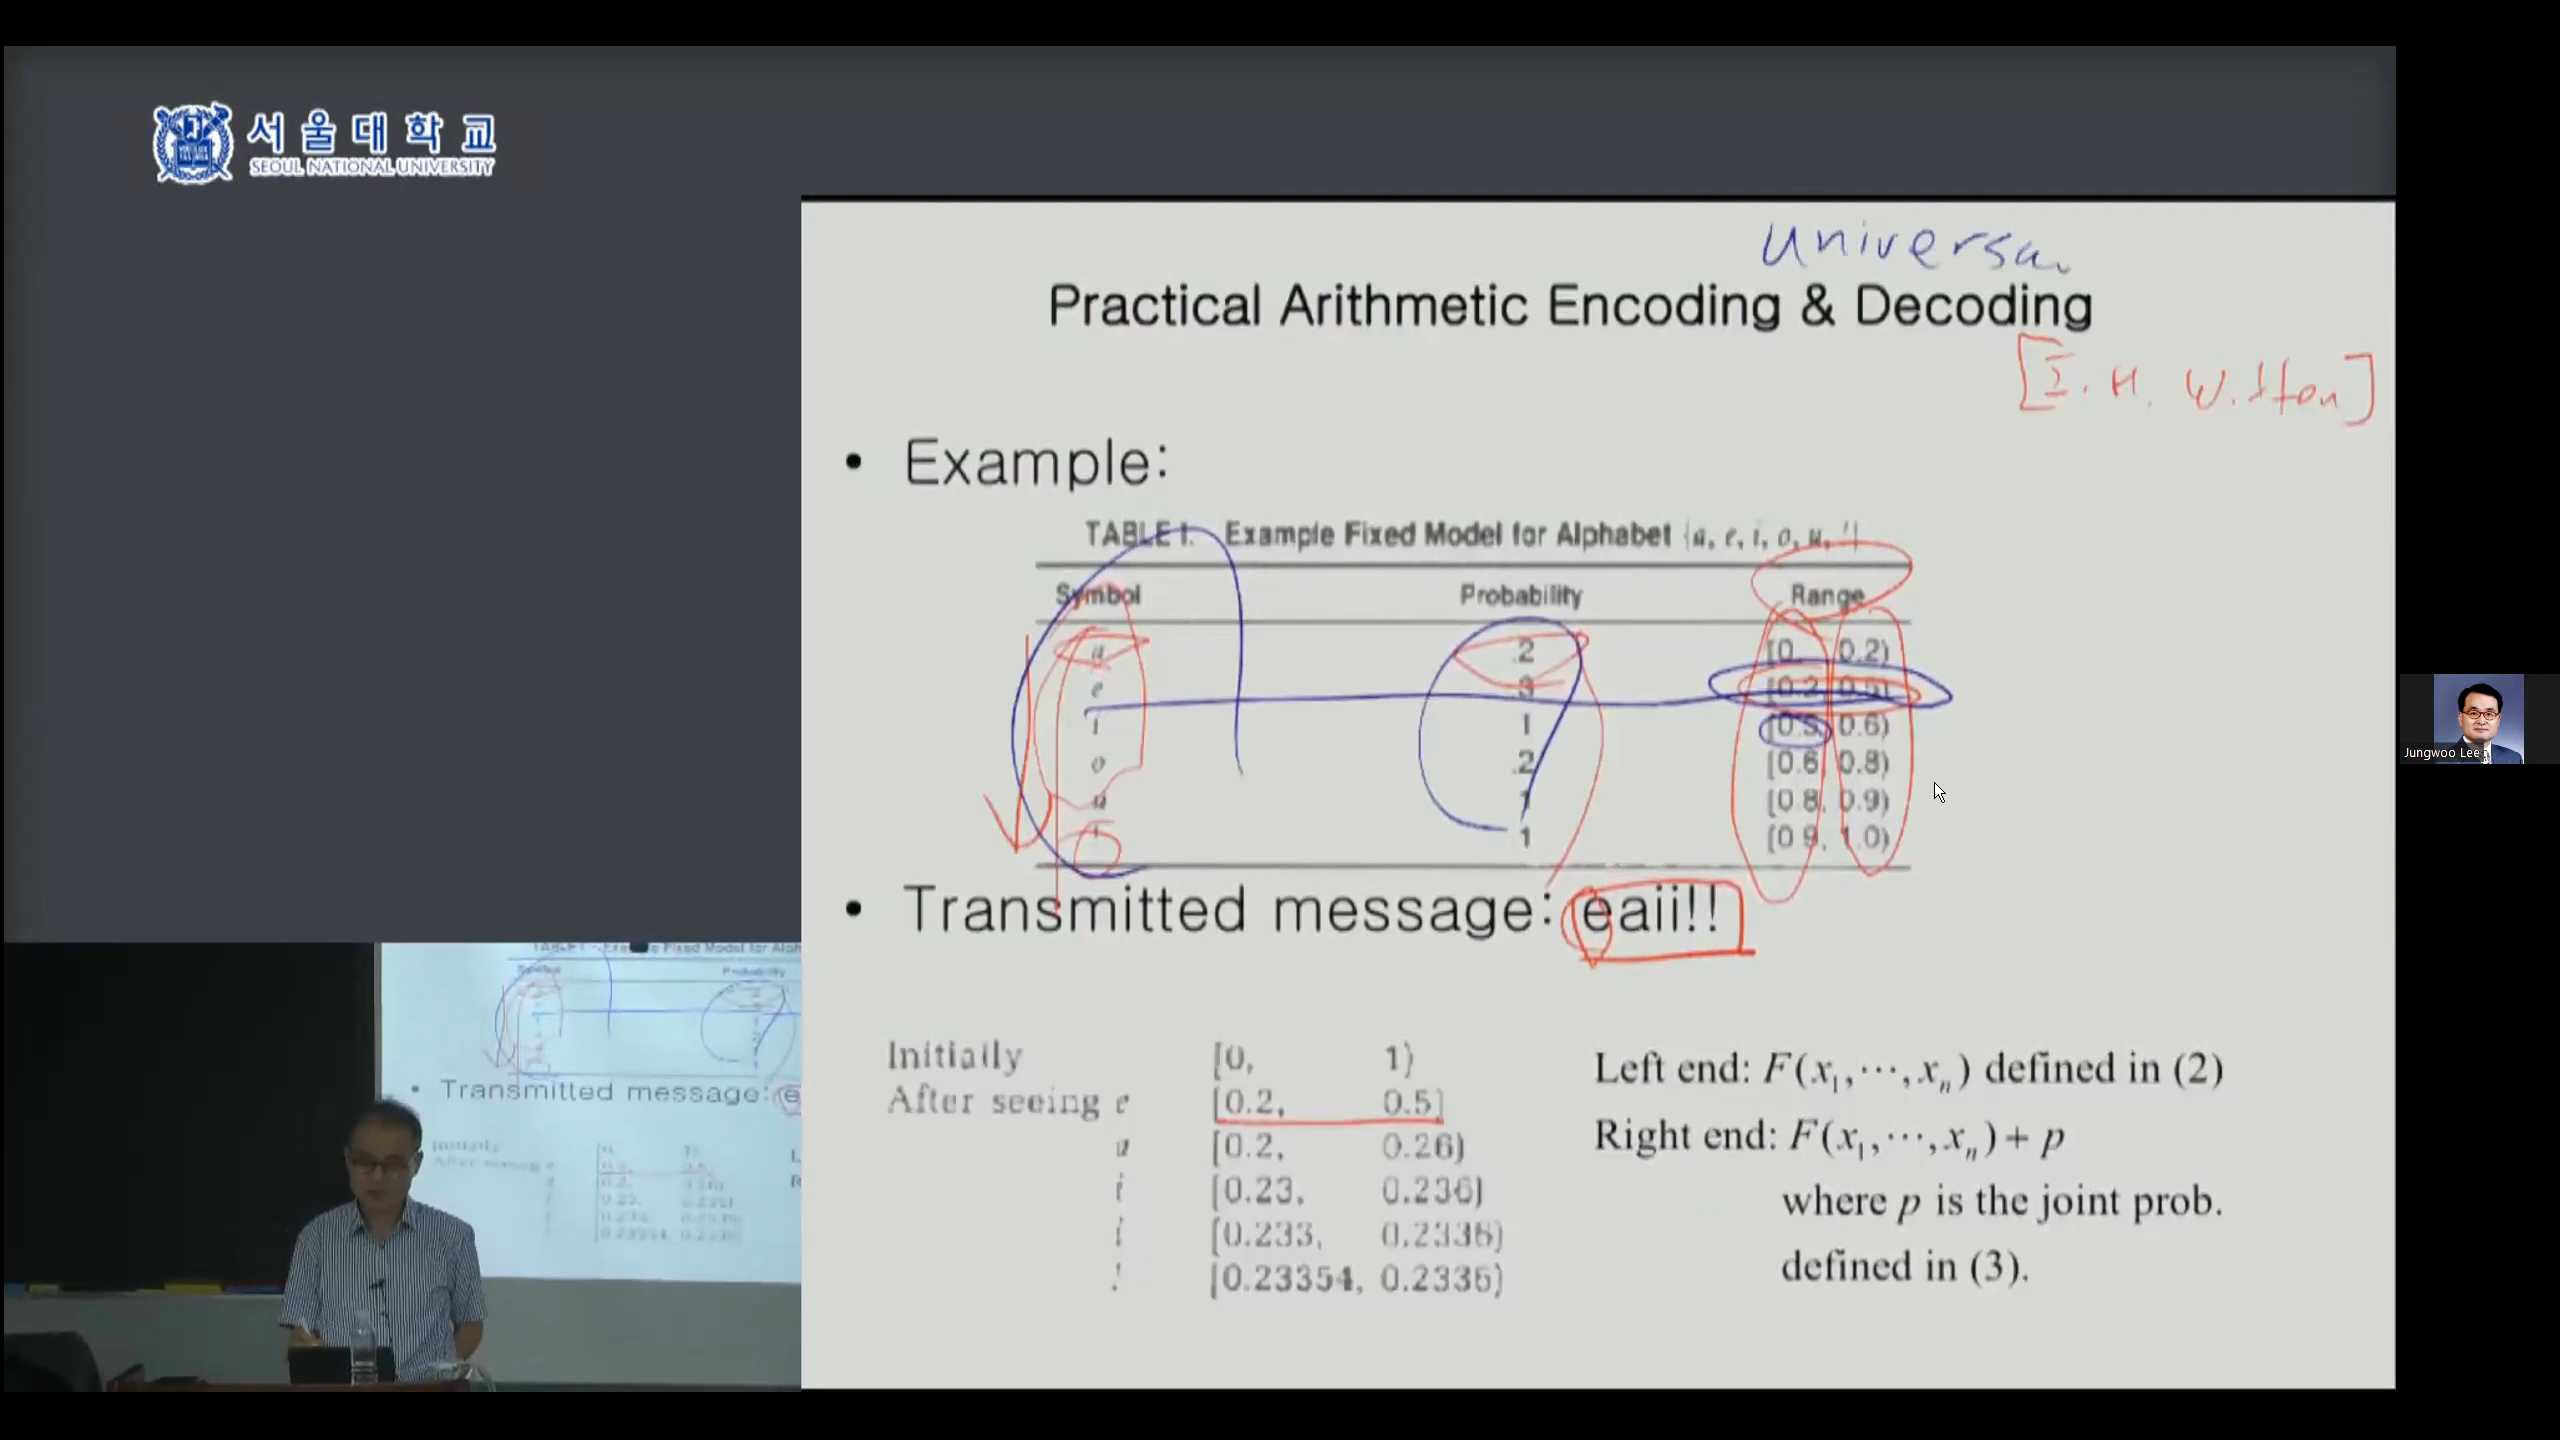 서울대학교
SEOUL NATIONAL UNIVERSITY
Universa
Practical Arithmetic Encoding & Decoding
[I. H. Witten]
• Example:
TABLE I. Example Fixed Model for Alphabet {a, e, i, o, u, !}
Symbol Probability Range
a .2 [0, 0.2)
e .3 [0.2, 0.5)
i .1 [0.5, 0.6)
o .2 [0.6, 0.8)
u .1 [0.8, 0.9)
! .1 [0.9, 1.0)
• Transmitted message: eaii!!
Initially [0, 1)
After seeing e [0.2, 0.5)
a [0.2, 0.26)
i [0.23, 0.236)
i [0.233, 0.2336)
! [0.23354, 0.2336)
Left end: F(x₁,⋯,xₙ) defined in (2)
Right end: F(x₁,⋯,xₙ) + p
where p is the joint prob.
defined in (3).
• Transmitted message: e
Jungwoo Lee